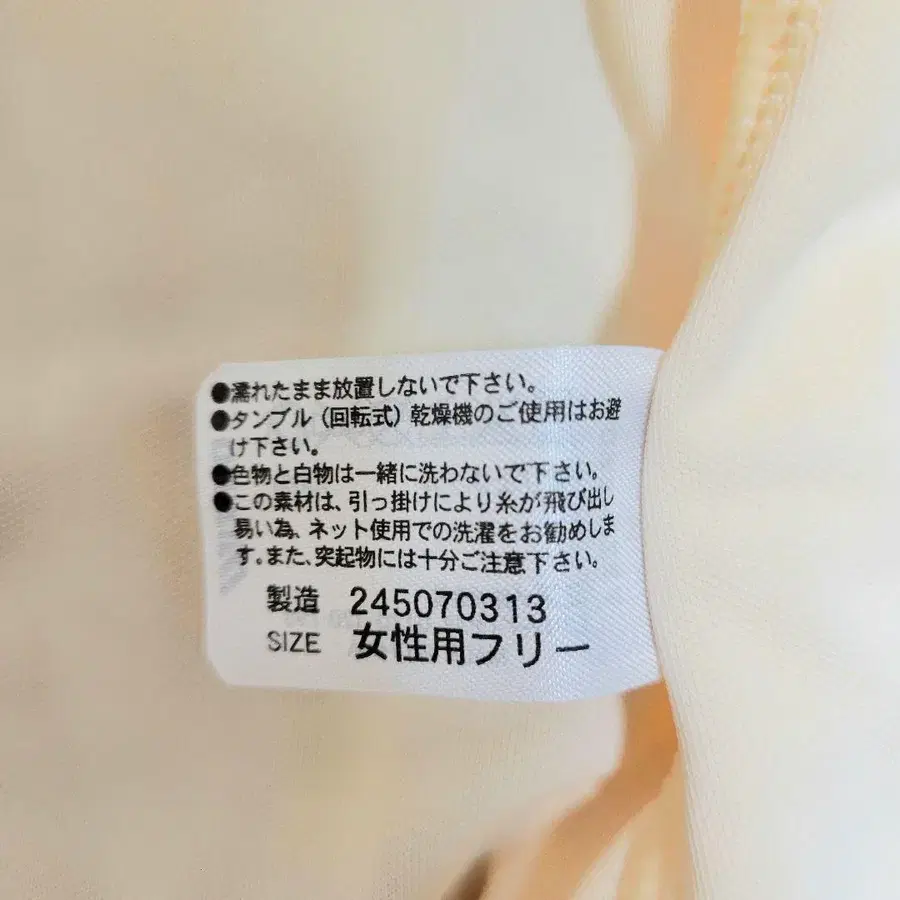 ●濡れたまま放置しないで下さい。
●タンブル（回転式）乾燥機のご使用はお避
け下さい。
●色物と白物は一緒に洗わないで下さい。
●この素材は、引っ掛けにより糸が飛び出し
易い為、ネット使用での洗濯をお勧めしま
す。また、突起物には十分ご注意下さい。
製造 245070313
SIZE 女性用フリー